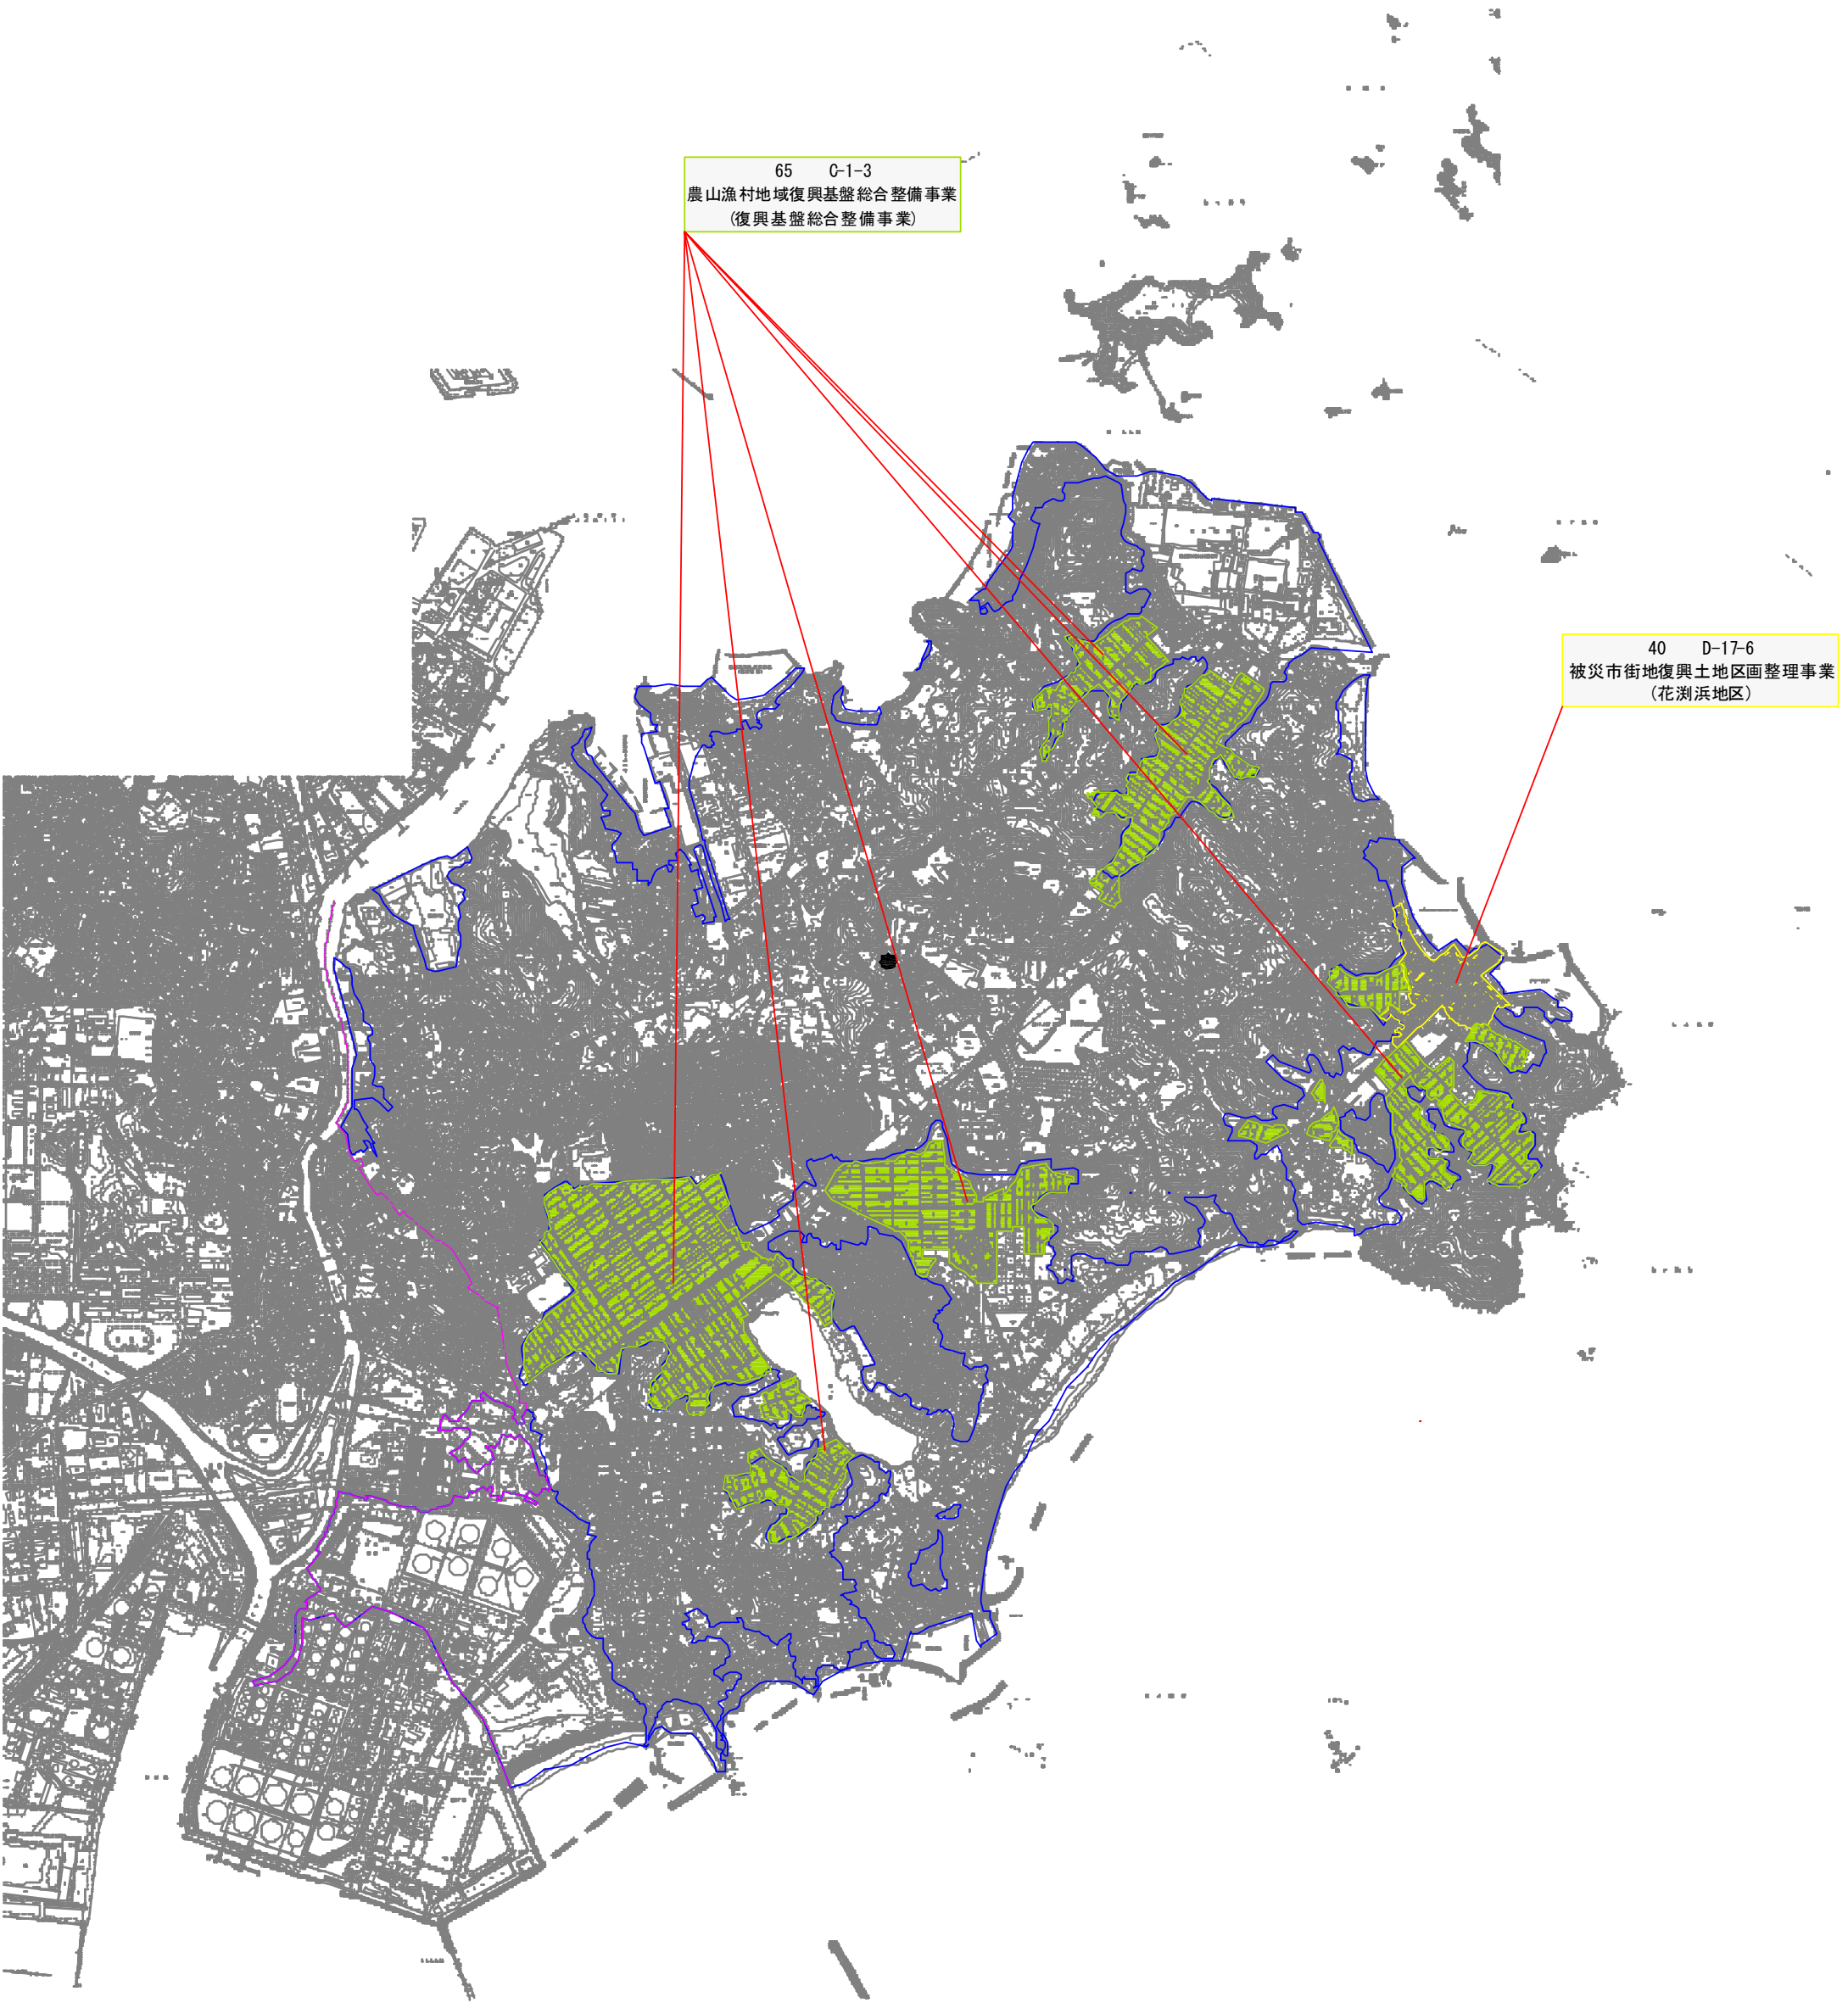 65 C-1-3
農山漁村地域復興基盤総合整備事業
(復興基盤総合整備事業)
40 D-17-6
被災市街地復興土地区画整理事業
(花渕浜地区)